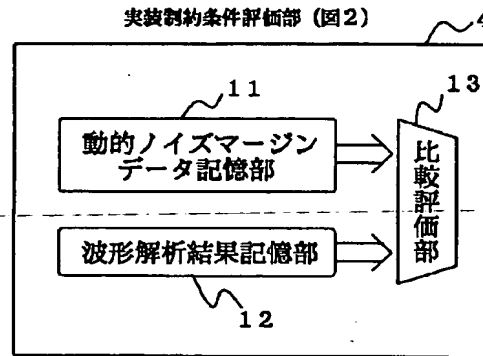 実装制約条件評価部 (図2)
4
11
13
動的ノイズマージン
データ記憶部
比較評価部
波形解析結果記憶部
12